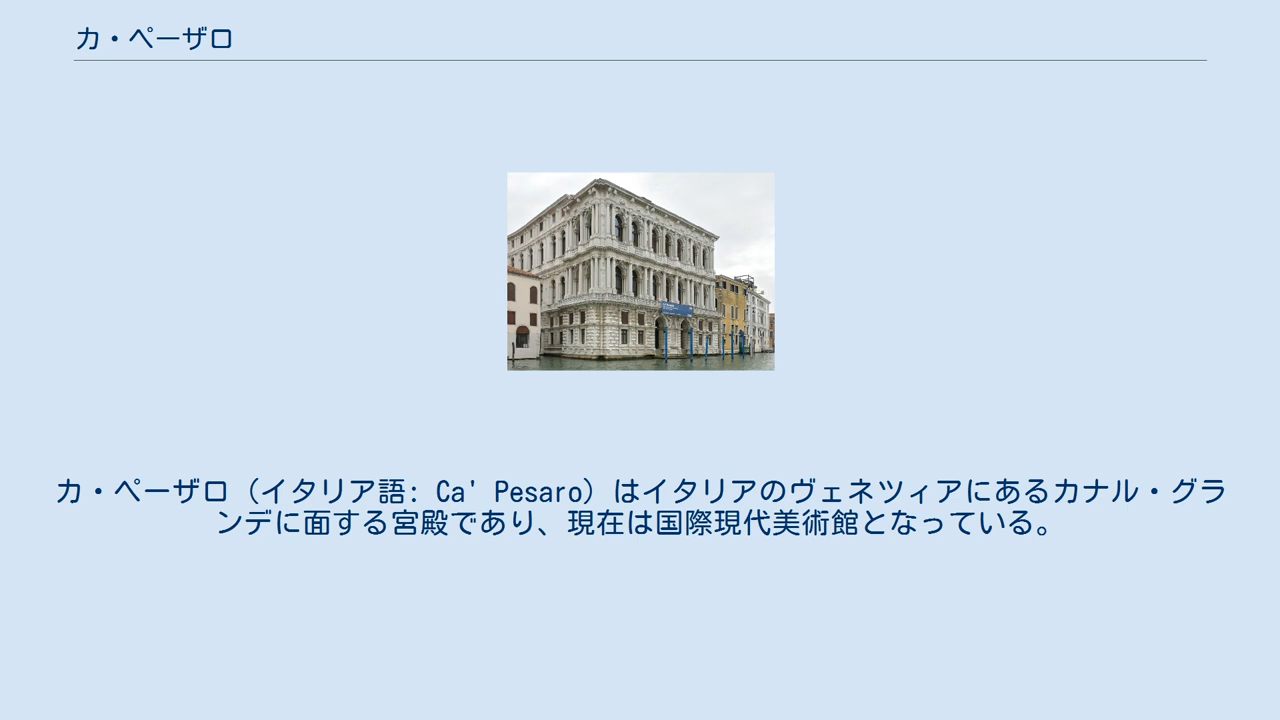 カ・ペーザロ
カ・ペーザロ（イタリア語: Ca' Pesaro）はイタリアのヴェネツィアにあるカナル・グラ
ンデに面する宮殿であり、現在は国際現代美術館となっている。